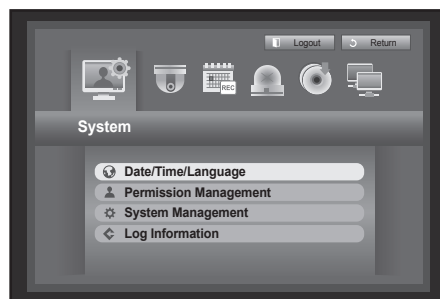 Logout Return
REC
System
Date/Time/Language
Permission Management
System Management
Log Information